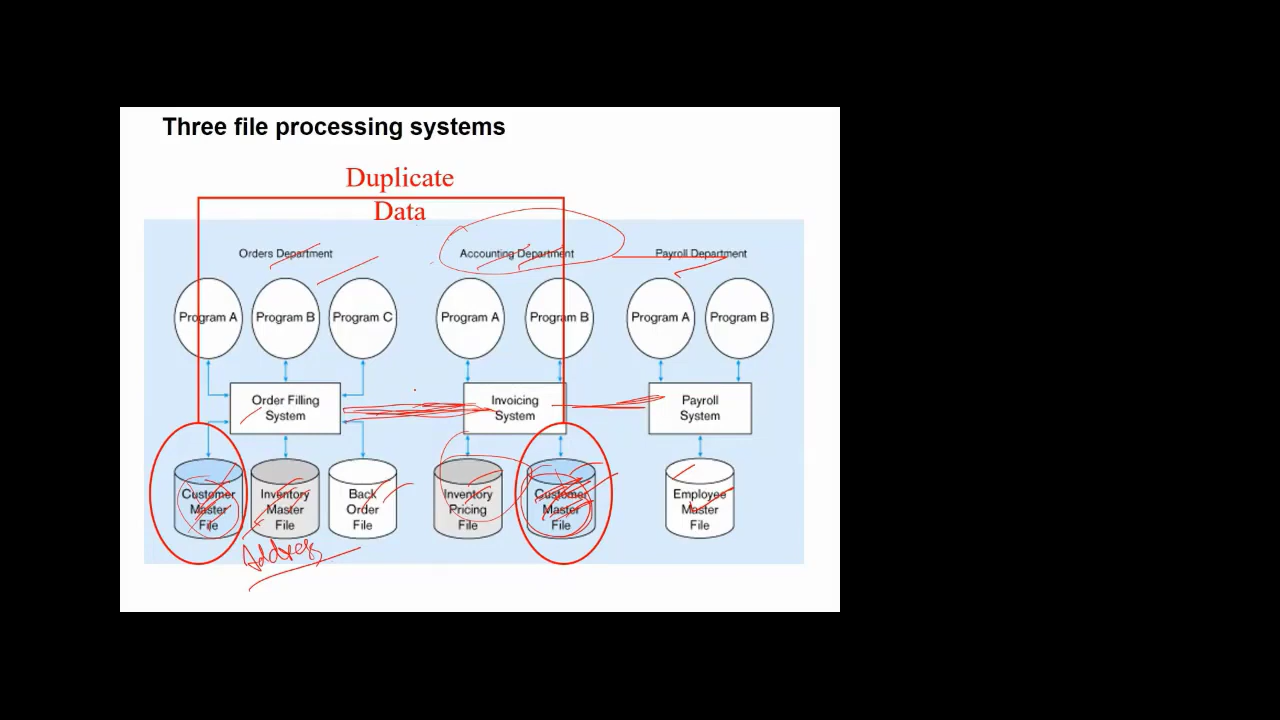 Three file processing systems
Duplicate
Data
Orders Department
Accounting Department
Payroll Department
Program A
Program B
Program C
Program A
Program B
Program A
Program B
Order Filling
System
Invoicing
System
Payroll
System
Customer
Master
File
Inventory
Master
File
Back
Order
File
Inventory
Pricing
File
Customer
Master
File
Employee
Master
File
Address